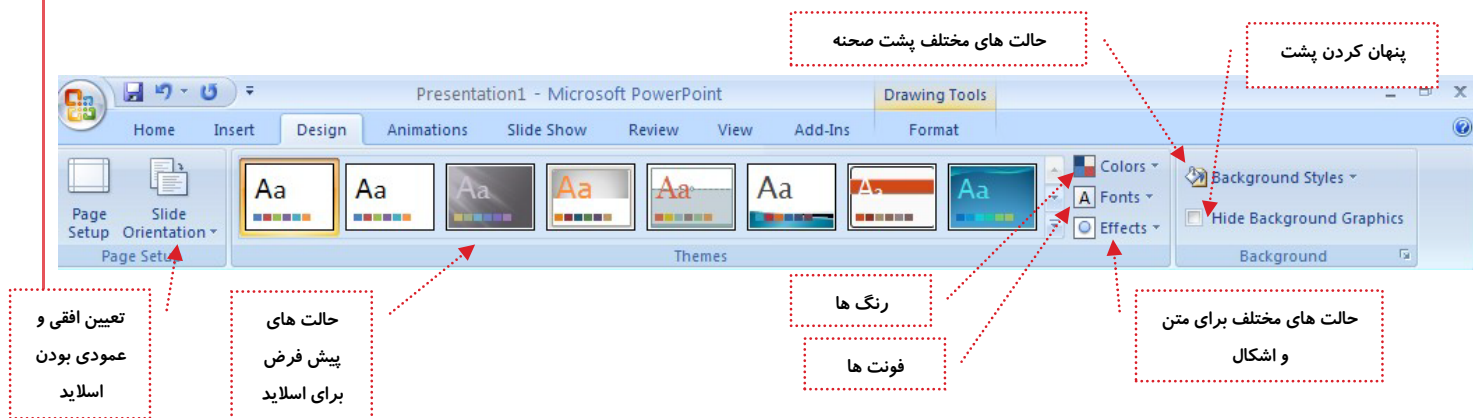 حالت های مختلف پشت صحنه
پنهان کردن پشت
Presentation1 - Microsoft PowerPoint
Drawing Tools
Home Insert Design Animations Slide Show Review View Add-Ins Format
Aa Aa Aa Aa Aa Aa Aa Aa
Colors
Fonts
Effects
Background Styles
Hide Background Graphics
Page Setup
Slide Orientation
Page Setup
Themes
Background
تعیین افقی و
عمودی بودن
اسلاید
حالت های
پیش فرض
برای اسلاید
رنگ ها
فونت ها
حالت های مختلف برای متن
و اشکال